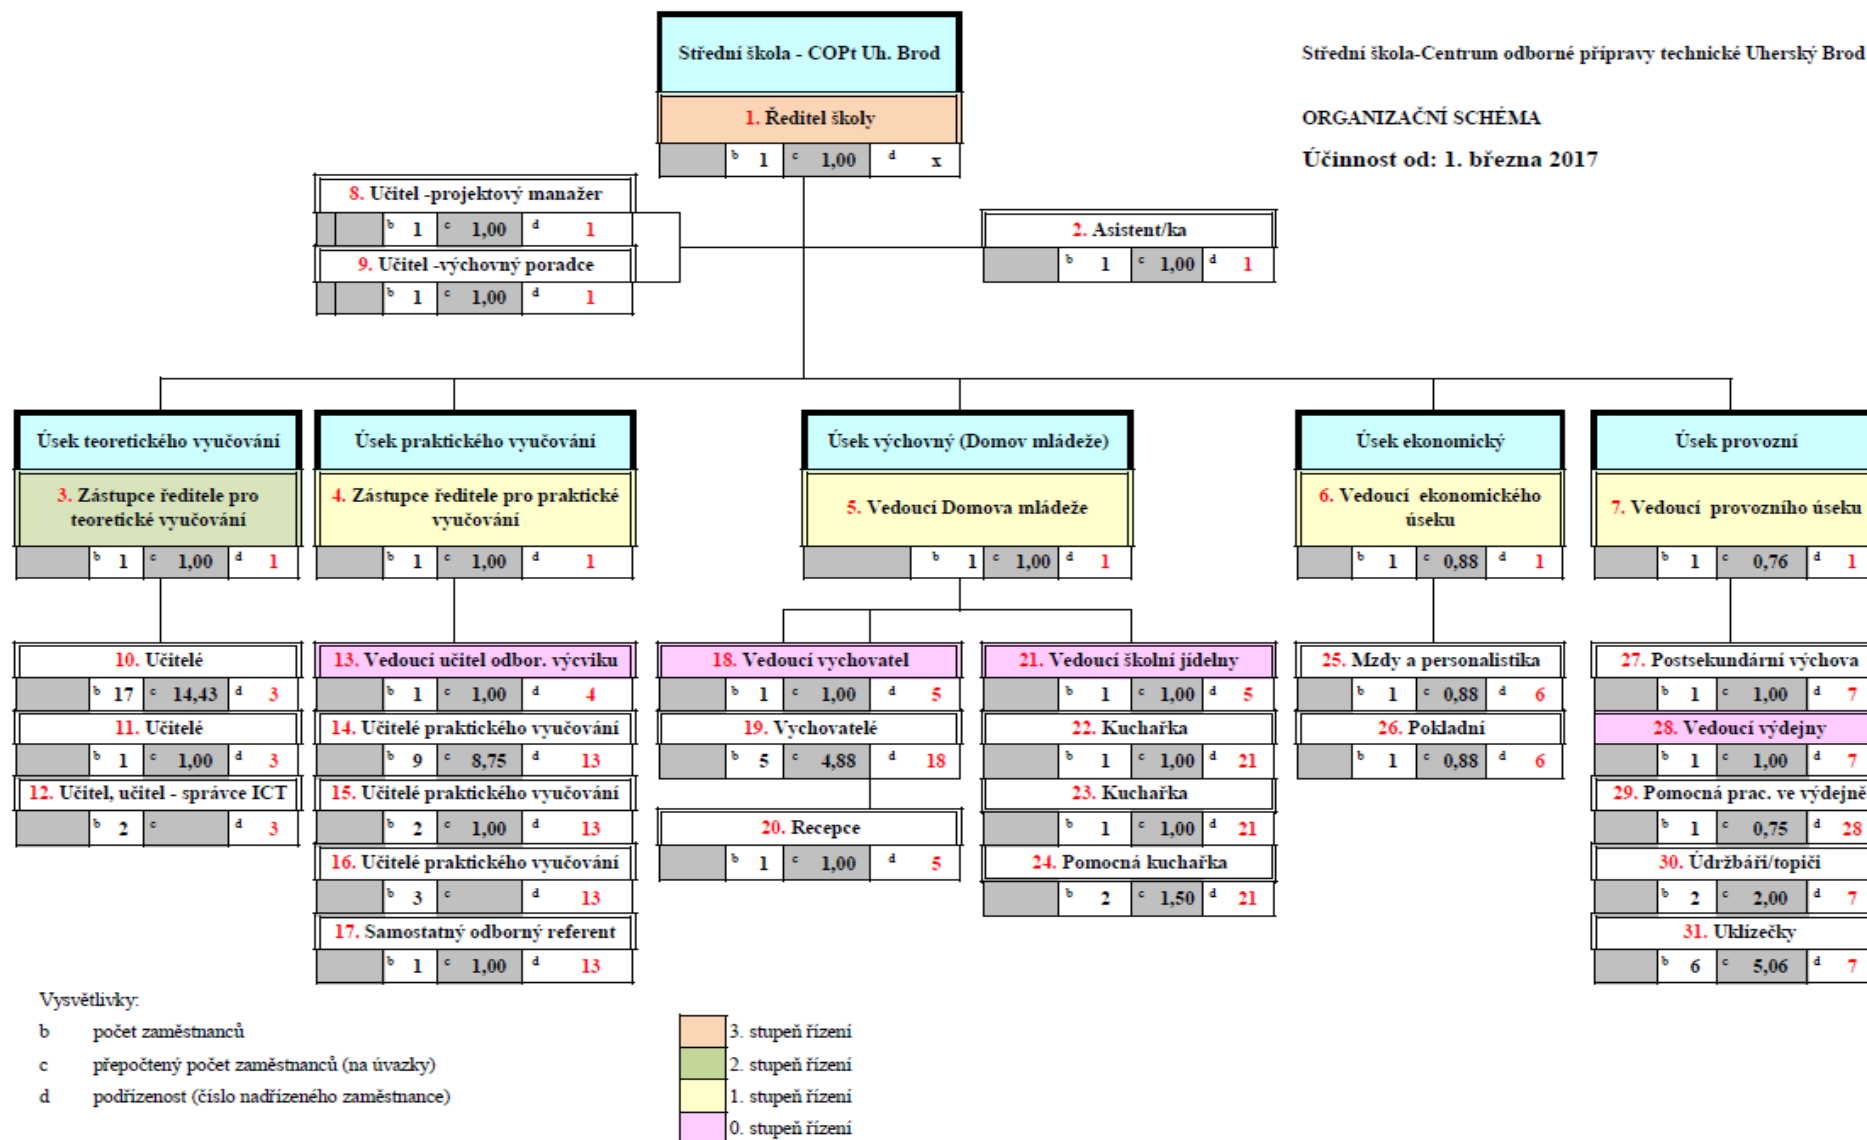 Střední škola - COPt Uh. Brod
1. Ředitel školy
b 1 c 1,00 d x
Střední škola-Centrum odborné přípravy technické Uherský Brod
ORGANIZAČNÍ SCHÉMA
Účinnost od: 1. března 2017
8. Učitel -projektový manažer
b 1 c 1,00 d 1
9. Učitel -výchovný poradce
b 1 c 1,00 d 1
2. Asistent/ka
b 1 c 1,00 d 1
Úsek teoretického vyučování
3. Zástupce ředitele pro
teoretické vyučování
b 1 c 1,00 d 1
10. Učitelé
b 17 c 14,43 d 3
11. Učitelé
b 1 c 1,00 d 3
12. Učitel, učitel - správce ICT
b 2 c d 3
Úsek praktického vyučování
4. Zástupce ředitele pro praktické
vyučování
b 1 c 1,00 d 1
13. Vedoucí učitel odbor. výcviku
b 1 c 1,00 d 4
14. Učitelé praktického vyučování
b 9 c 8,75 d 13
15. Učitelé praktického vyučování
b 2 c 1,00 d 13
16. Učitelé praktického vyučování
b 3 c d 13
17. Samostatný odborný referent
b 1 c 1,00 d 13
Úsek výchovný (Domov mládeže)
5. Vedoucí Domova mládeže
b 1 c 1,00 d 1
18. Vedoucí vychovatel
b 1 c 1,00 d 5
19. Vychovatelé
b 5 c 4,88 d 18
20. Recepce
b 1 c 1,00 d 5
21. Vedoucí školní jídelny
b 1 c 1,00 d 5
22. Kuchařka
b 1 c 1,00 d 21
23. Kuchařka
b 1 c 1,00 d 21
24. Pomocná kuchařka
b 2 c 1,50 d 21
Úsek ekonomický
6. Vedoucí ekonomického
úseku
b 1 c 0,88 d 1
25. Mzdy a personalistika
b 1 c 0,88 d 6
26. Pokladní
b 1 c 0,88 d 6
Úsek provozní
7. Vedoucí provozního úseku
b 1 c 0,76 d 1
27. Postsekundární výchova
b 1 c 1,00 d 7
28. Vedoucí výdejny
b 1 c 1,00 d 7
29. Pomocná prac. ve výdejně
b 1 c 0,75 d 28
30. Údržbáři/topiči
b 2 c 2,00 d 7
31. Uklízečky
b 6 c 5,06 d 7
Vysvětlivky:
b počet zaměstnanců
c přepočtený počet zaměstnanců (na úvazky)
d podřízenost (číslo nadřízeného zaměstnance)
3. stupeň řízení
2. stupeň řízení
1. stupeň řízení
0. stupeň řízení